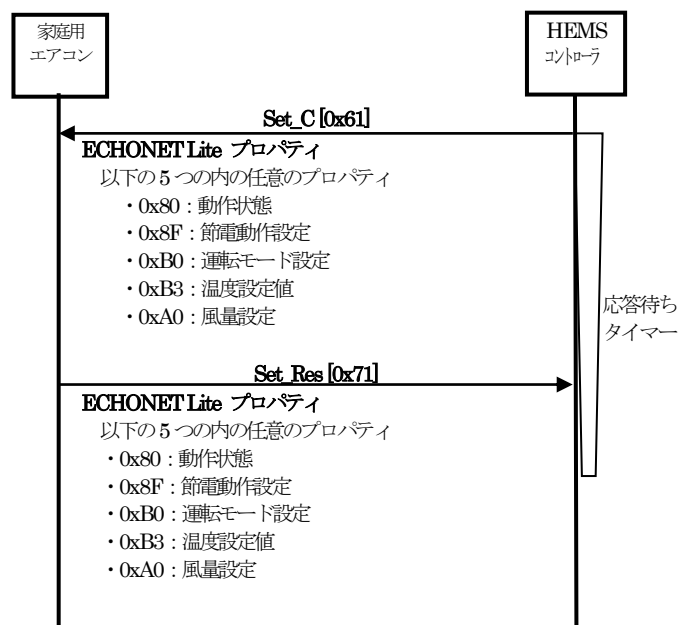 家庭用
エアコン
HEMS
コントローラ
Set_C [0x61]
ECHONET Lite プロパティ
以下の 5 つの内の任意のプロパティ
・0x80：動作状態
・0x8F：節電動作設定
・0xB0：運転モード設定
・0xB3：温度設定値
・0xA0：風量設定
応答待ち
タイマー
Set_Res [0x71]
ECHONET Lite プロパティ
以下の 5 つの内の任意のプロパティ
・0x80：動作状態
・0x8F：節電動作設定
・0xB0：運転モード設定
・0xB3：温度設定値
・0xA0：風量設定